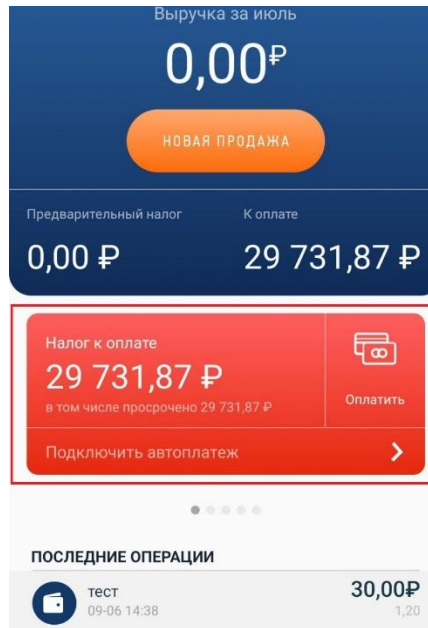 Выручка за июль
0,00₽
НОВАЯ ПРОДАЖА
Предварительный налог
К оплате
0,00 ₽
29 731,87 ₽
Налог к оплате
29 731,87 ₽
в том числе просрочено 29 731,87 ₽
Оплатить
Подключить автоплатеж
ПОСЛЕДНИЕ ОПЕРАЦИИ
тест
30,00₽
09-06 14:38
1,20